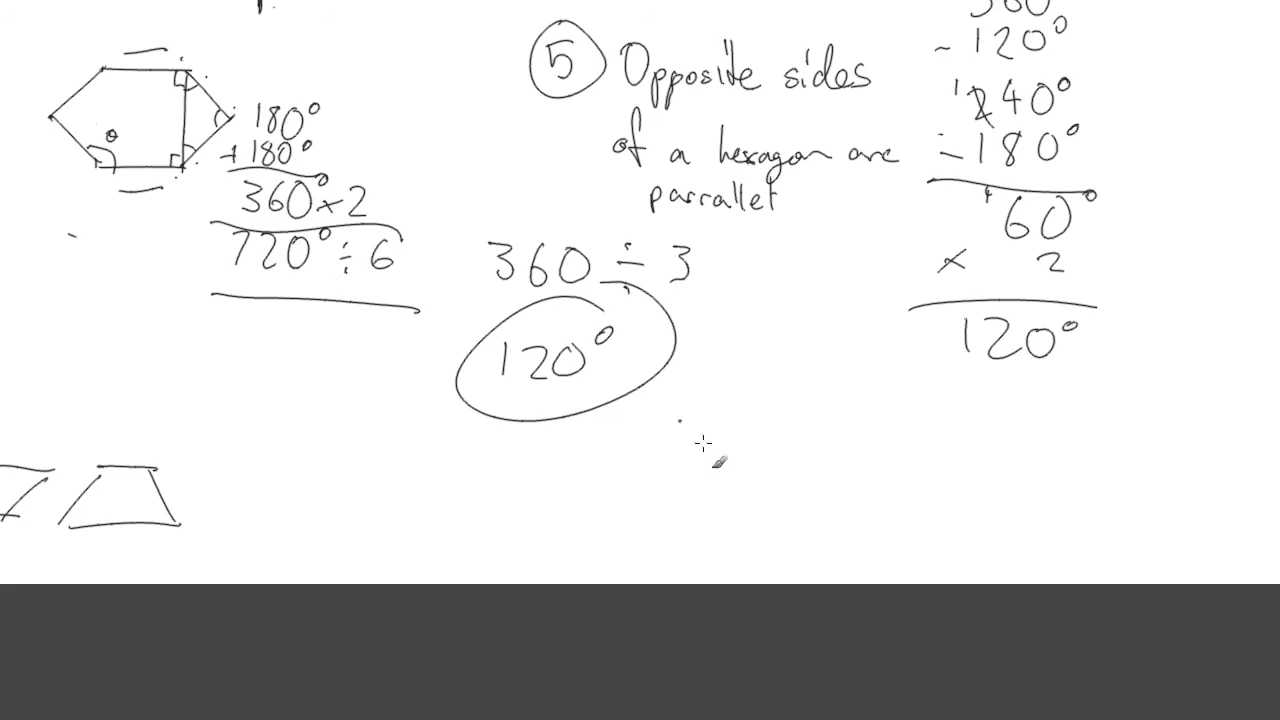 θ
180°
+ 180°
360° × 2
720° ÷ 6
5 Opposite sides
of a hexagon are
parrallel
360 ÷ 3
120°
360
- 120°
240°
- 180°
60°
× 2
120°